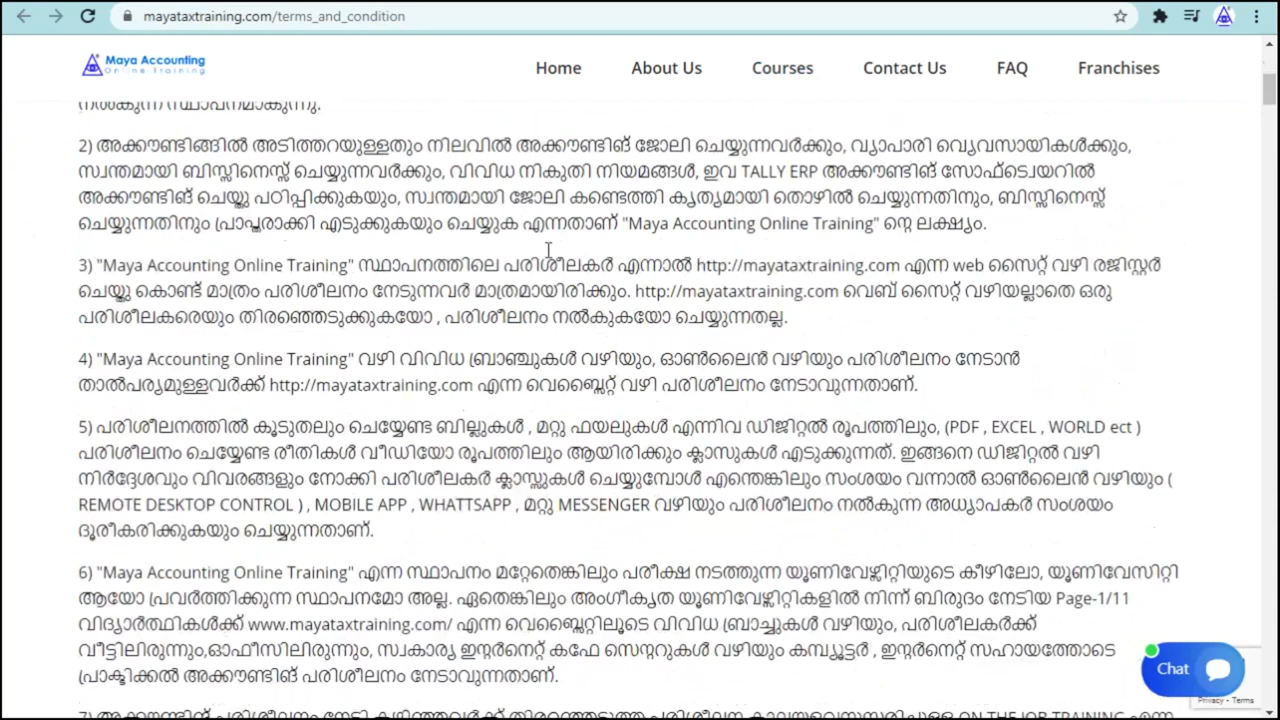 mayataxtraining.com/terms_and_condition
Maya Accounting
Online Training
Home About Us Courses Contact Us FAQ Franchises
നൽകുന്ന സ്ഥാപനമാകുന്നു.
2) അക്കൗണ്ടിങ്ങിൽ അടിത്തറയുള്ളതും നിലവിൽ അക്കൗണ്ടിങ് ജോലി ചെയ്യുന്നവർക്കും, വ്യാപാരി വ്യെവസായികൾക്കും,
സ്വന്തമായി ബിസ്സിനെസ്സ് ചെയ്യുന്നവർക്കും, വിവിധ നികുതി നിയമങ്ങൾ, ഇവ TALLY ERP അക്കൗണ്ടിങ് സോഫ്ട്വെയറിൽ
അക്കൗണ്ടിങ് ചെയ്തു പഠിപ്പിക്കുകയും, സ്വന്തമായി ജോലി കണ്ടെത്തി കൃത്യമായി തൊഴിൽ ചെയ്യുന്നതിനും, ബിസ്സിനെസ്സ്
ചെയ്യുന്നതിനും പ്രാപ്തരാക്കി എടുക്കുകയും ചെയ്യുക എന്നതാണ് "Maya Accounting Online Training" ന്റെ ലക്ഷ്യം.
3) "Maya Accounting Online Training" സ്ഥാപനത്തിലെ പരിശീലകർ എന്നാൽ http://mayataxtraining.com എന്ന web സൈറ്റ് വഴി രജിസ്റ്റർ
ചെയ്തു കൊണ്ട് മാത്രം പരിശീലനം നേടുന്നവർ മാത്രമായിരിക്കും. http://mayataxtraining.com വെബ് സൈറ്റ് വഴിയല്ലാതെ ഒരു
പരിശീലകരെയും തിരഞ്ഞെടുക്കുകയോ , പരിശീലനം നൽകുകയോ ചെയ്യുന്നതല്ല.
4) "Maya Accounting Online Training" വഴി വിവിധ ബ്രാഞ്ചുകൾ വഴിയും, ഓൺലൈൻ വഴിയും പരിശീലനം നേടാൻ
താൽപര്യമുള്ളവർക്ക് http://mayataxtraining.com എന്ന വെബ്സൈറ്റ് വഴി പരിശീലനം നേടാവുന്നതാണ്.
5) പരിശീലനത്തിൽ കൂടുതലും ചെയ്യേണ്ട ബില്ലുകൾ , മറ്റു ഫയലുകൾ എന്നിവ ഡിജിറ്റൽ രൂപത്തിലും, (PDF , EXCEL , WORLD ect )
പരിശീലനം ചെയ്യേണ്ട രീതികൾ വീഡിയോ രൂപത്തിലും ആയിരിക്കും ക്ലാസുകൾ എടുക്കുന്നത്. ഇങ്ങനെ ഡിജിറ്റൽ വഴി
നിർദ്ദേശവും വിവരങ്ങളും നോക്കി പരിശീലകർ ക്ലാസ്സുകൾ ചെയ്യുമ്പോൾ എന്തെങ്കിലും സംശയം വന്നാൽ ഓൺലൈൻ വഴിയും (
REMOTE DESKTOP CONTROL ) , MOBILE APP , WHATTSAPP , മറ്റു MESSENGER വഴിയും പരിശീലനം നൽകുന്ന അധ്യാപകർ സംശയം
ദൂരീകരിക്കുകയും ചെയ്യുന്നതാണ്.
6) "Maya Accounting Online Training" എന്ന സ്ഥാപനം മറ്റേതെങ്കിലും പരീക്ഷ നടത്തുന്ന യൂണിവേഴ്സിറ്റിയുടെ കീഴിലോ, യൂണിവേസിറ്റി
ആയോ പ്രവർത്തിക്കുന്ന സ്ഥാപനമോ അല്ല. ഏതെങ്കിലും അംഗീകൃത യൂണിവേഴ്സിറ്റികളിൽ നിന്ന് ബിരുദം നേടിയ Page-1/11
വിദ്യാർത്ഥികൾക്ക് www.mayataxtraining.com/ എന്ന വെബ്സൈറ്റിലൂടെ വിവിധ ബ്രാച്ചുകൾ വഴിയും, പരിശീലകർക്ക്
വീട്ടിലിരുന്നും,ഓഫീസിലിരുന്നും, സ്വകാര്യ ഇന്റർനെറ്റ് കഫേ സെന്ററുകൾ വഴിയും കമ്പ്യൂട്ടർ , ഇന്റർനെറ്റ് സഹായത്തോടെ
പ്രാക്ടിക്കൽ അക്കൗണ്ടിങ് പരിശീലനം നേടാവുന്നതാണ്.
Chat
Privacy - Terms